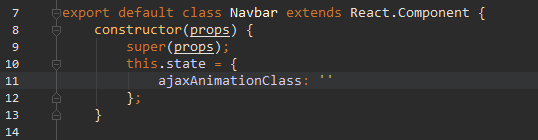 7 export default class Navbar extends React.Component {
8     constructor(props) {
9         super(props);
10         this.state = {
11             ajaxAnimationClass: ''
12         };
13     }
14